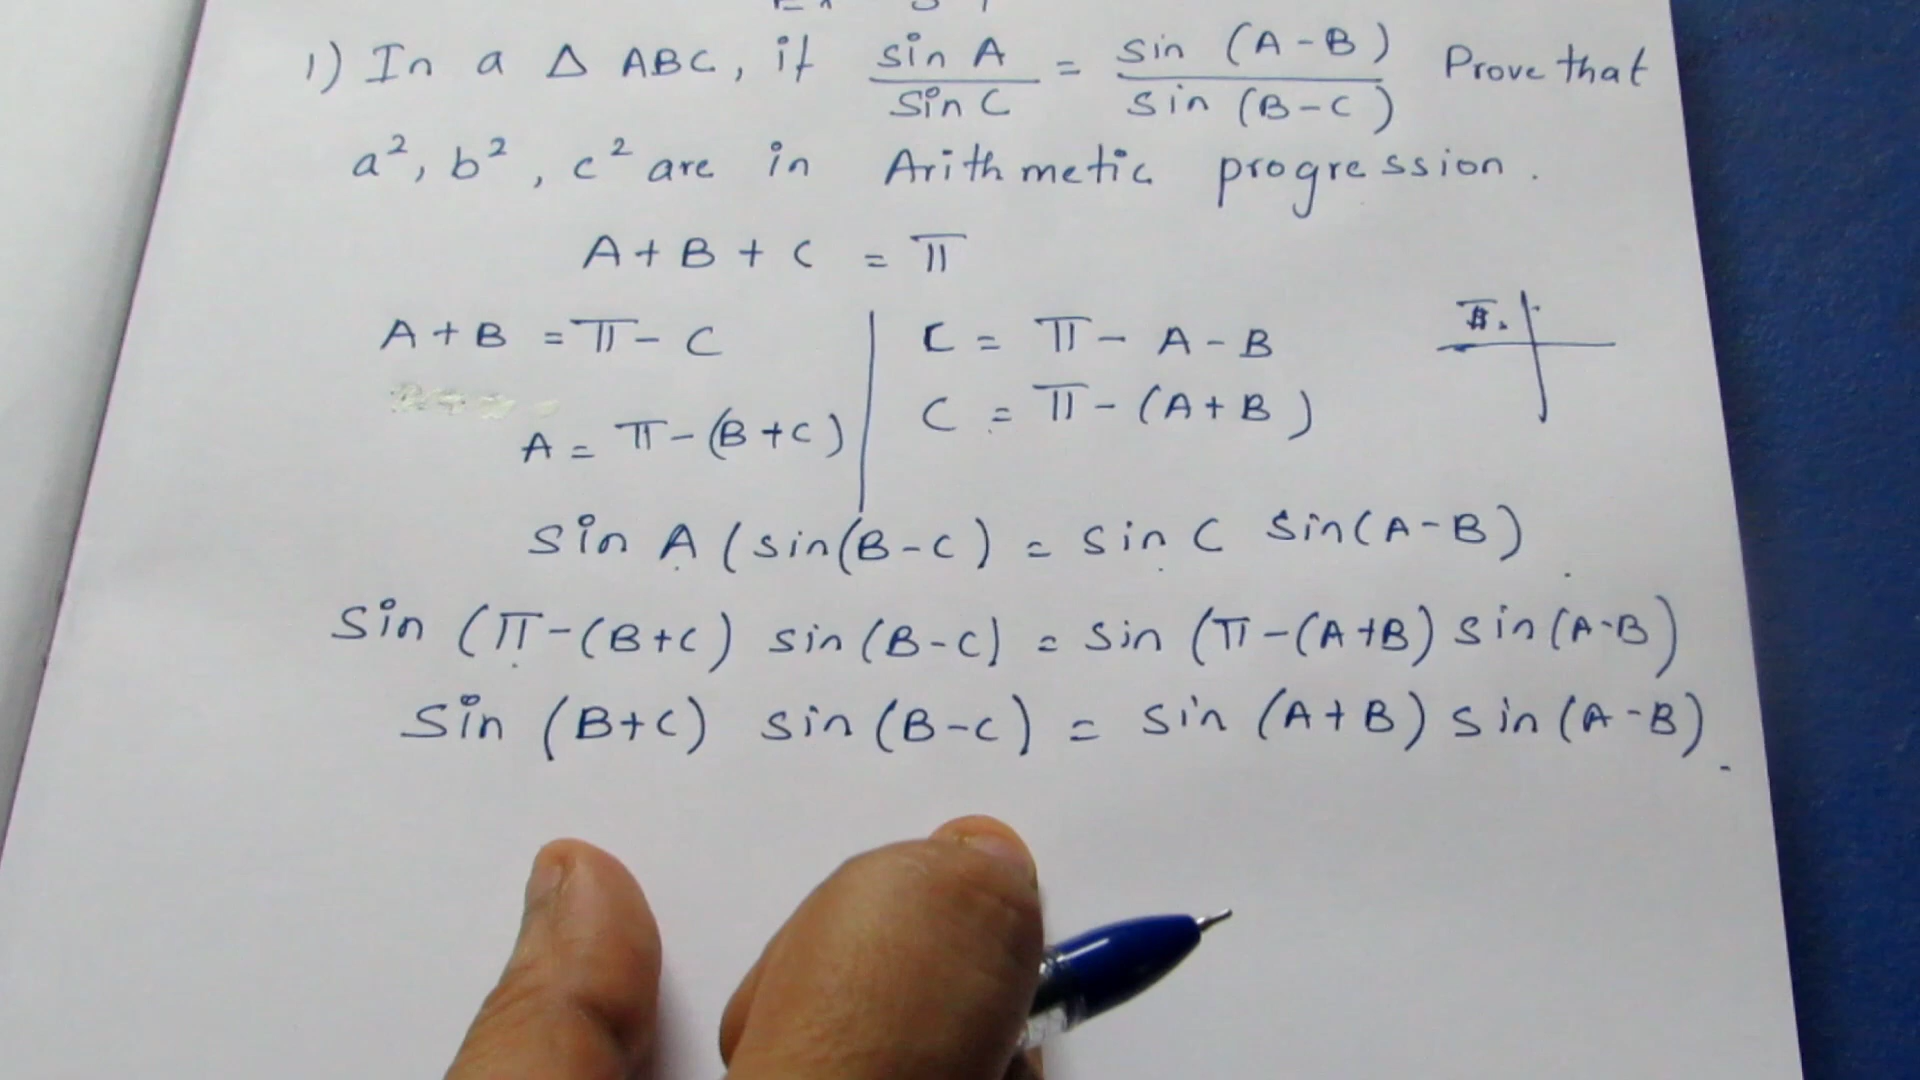 1) In a Δ ABC, if sin A / sin C = sin (A-B) / sin (B-C) Prove that
a², b², c² are in Arithmetic progression.
A + B + C = π
A + B = π - C
A = π - (B + C)
C = π - A - B
C = π - (A + B)
sin A (sin(B - C) = sin C sin(A - B)
sin (π - (B+C) sin (B - C) = sin (π - (A+B) sin (A-B)
sin (B+C) sin (B-C) = sin (A+B) sin (A-B).